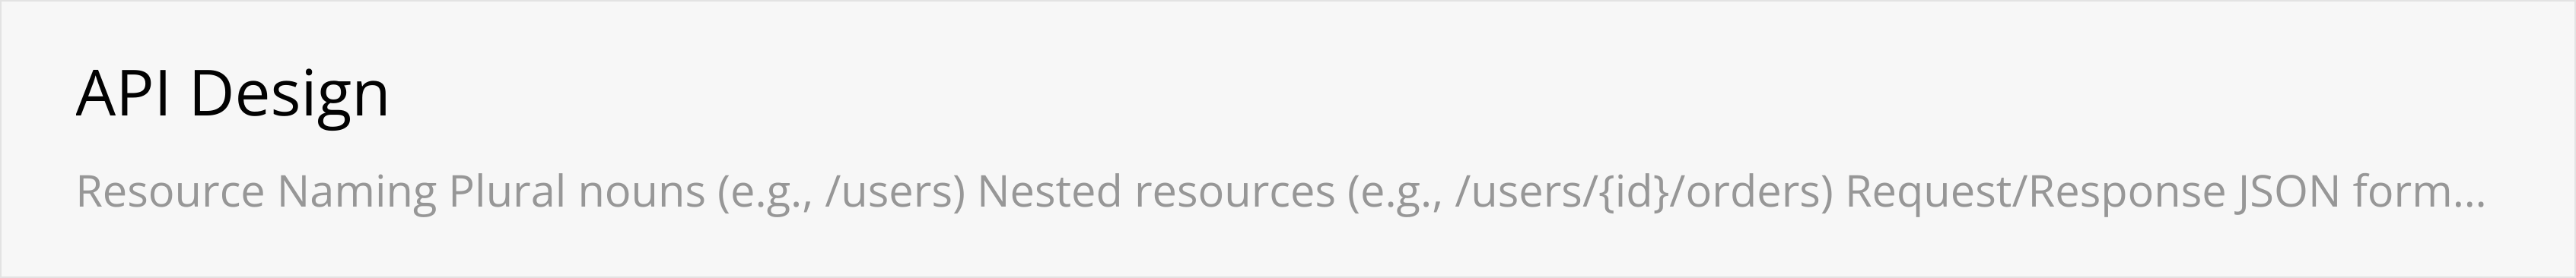 API Design
Resource Naming Plural nouns (e.g., /users) Nested resources (e.g., /users/{id}/orders) Request/Response JSON form...